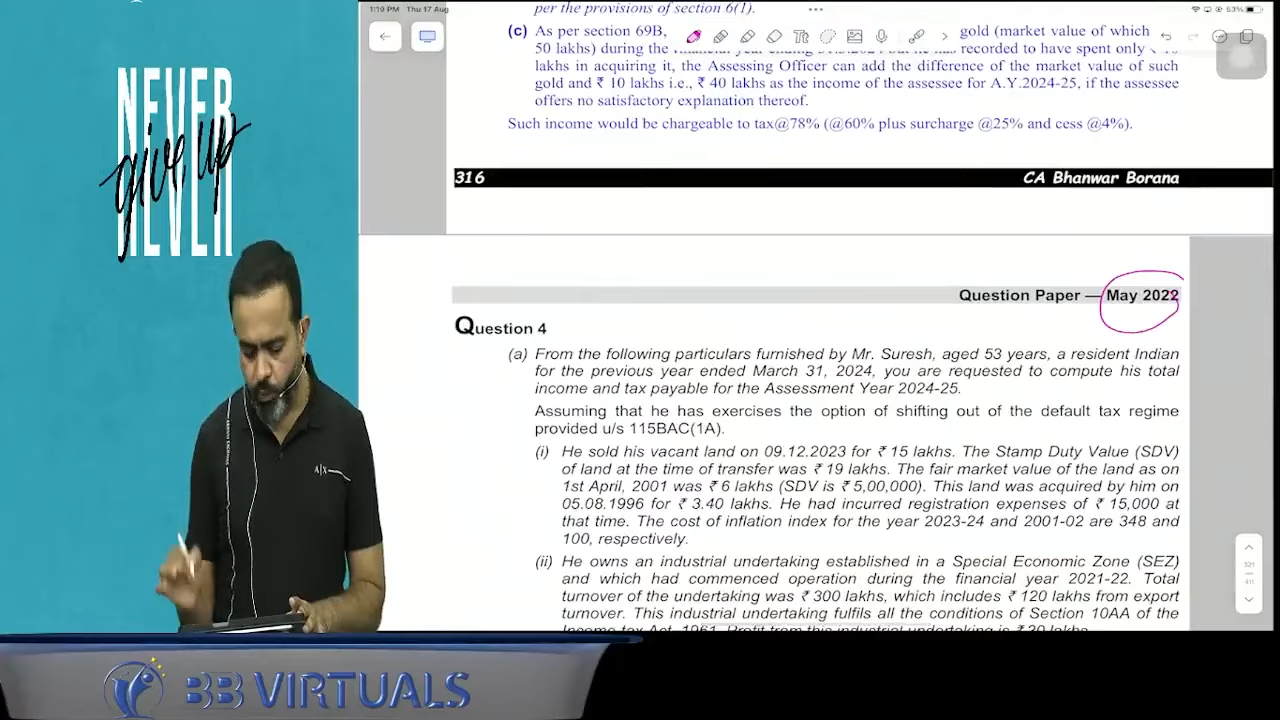 1:19 PM Thu 17 Aug
53%
per the provisions of section 6(1).
(c) As per section 69B, gold (market value of which
50 lakhs) during the has recorded to have spent only ₹
lakhs in acquiring it, the Assessing Officer can add the difference of the market value of such
gold and ₹ 10 lakhs i.e., ₹ 40 lakhs as the income of the assessee for A.Y.2024-25, if the assessee
offers no satisfactory explanation thereof.
Such income would be chargeable to tax@78% (@60% plus surcharge @25% and cess @4%).
316 CA Bhanwar Borana
NEVER
give up
NEVER
Question Paper — May 2022
Question 4
(a) From the following particulars furnished by Mr. Suresh, aged 53 years, a resident Indian
for the previous year ended March 31, 2024, you are requested to compute his total
income and tax payable for the Assessment Year 2024-25.
Assuming that he has exercises the option of shifting out of the default tax regime
provided u/s 115BAC(1A).
(i) He sold his vacant land on 09.12.2023 for ₹ 15 lakhs. The Stamp Duty Value (SDV)
of land at the time of transfer was ₹ 19 lakhs. The fair market value of the land as on
1st April, 2001 was ₹ 6 lakhs (SDV is ₹ 5,00,000). This land was acquired by him on
05.08.1996 for ₹ 3.40 lakhs. He had incurred registration expenses of ₹ 15,000 at
that time. The cost of inflation index for the year 2023-24 and 2001-02 are 348 and
100, respectively.
(ii) He owns an industrial undertaking established in a Special Economic Zone (SEZ)
and which had commenced operation during the financial year 2021-22. Total
turnover of the undertaking was ₹ 300 lakhs, which includes ₹ 120 lakhs from export
turnover. This industrial undertaking fulfils all the conditions of Section 10AA of the
Income tax Act, 1961. Profit from this industrial undertaking is ₹ 20 lakhs.
A|X
BB VIRTUALS